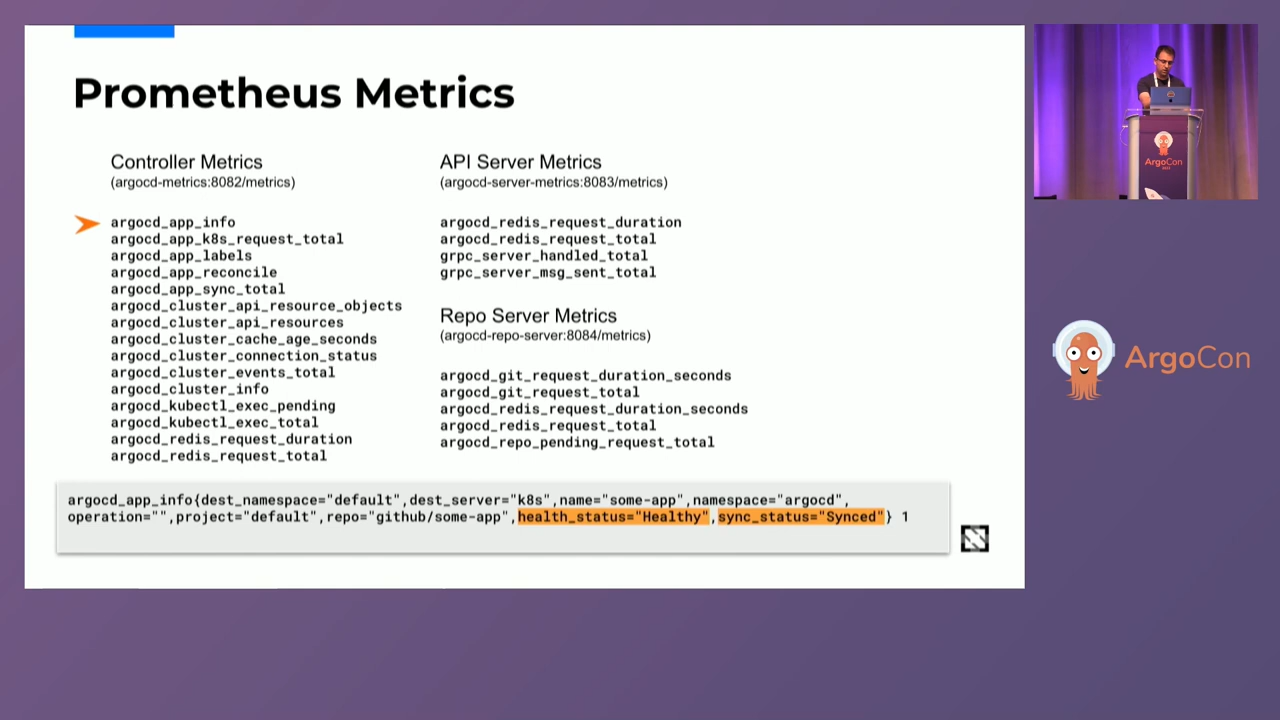 Prometheus Metrics
Controller Metrics
(argocd-metrics:8082/metrics)
argocd_app_info
argocd_app_k8s_request_total
argocd_app_labels
argocd_app_reconcile
argocd_app_sync_total
argocd_cluster_api_resource_objects
argocd_cluster_api_resources
argocd_cluster_cache_age_seconds
argocd_cluster_connection_status
argocd_cluster_events_total
argocd_cluster_info
argocd_kubectl_exec_pending
argocd_kubectl_exec_total
argocd_redis_request_duration
argocd_redis_request_total
API Server Metrics
(argocd-server-metrics:8083/metrics)
argocd_redis_request_duration
argocd_redis_request_total
grpc_server_handled_total
grpc_server_msg_sent_total
Repo Server Metrics
(argocd-repo-server:8084/metrics)
argocd_git_request_duration_seconds
argocd_git_request_total
argocd_redis_request_duration_seconds
argocd_redis_request_total
argocd_repo_pending_request_total
argocd_app_info{dest_namespace="default",dest_server="k8s",name="some-app",namespace="argocd",
operation="",project="default",repo="github/some-app",health_status="Healthy",sync_status="Synced"} 1
ArgoCon
ArgoCon